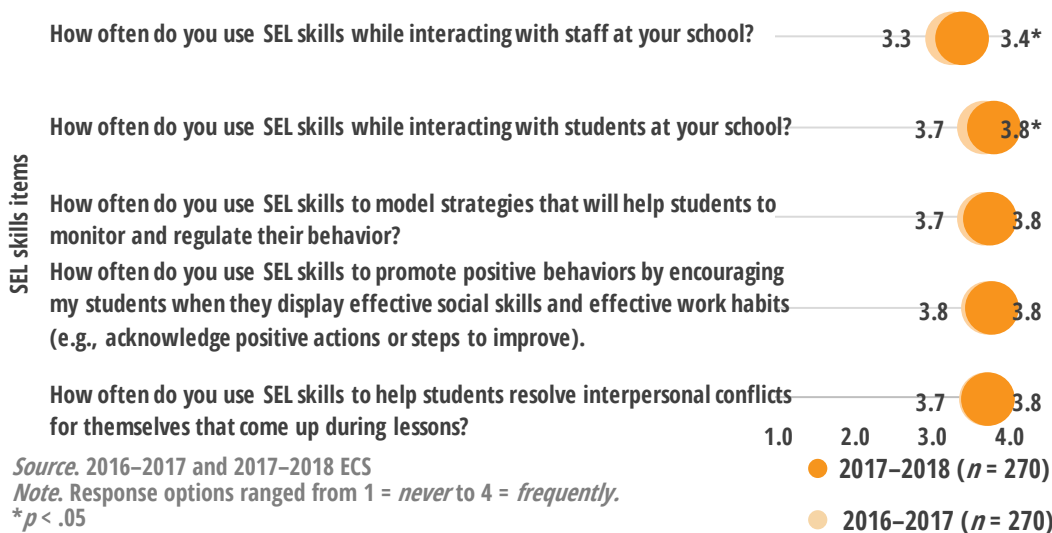 How often do you use SEL skills while interacting with staff at your school?
3.3
3.4*
How often do you use SEL skills while interacting with students at your school?
3.7
3.8*
SEL skills items
How often do you use SEL skills to model strategies that will help students to
monitor and regulate their behavior?
3.7
3.8
How often do you use SEL skills to promote positive behaviors by encouraging
my students when they display effective social skills and effective work habits
(e.g., acknowledge positive actions or steps to improve).
3.8
3.8
How often do you use SEL skills to help students resolve interpersonal conflicts
for themselves that come up during lessons?
3.7
3.8
1.0 2.0 3.0 4.0
Source. 2016–2017 and 2017–2018 ECS
Note. Response options ranged from 1 = never to 4 = frequently.
*p < .05
2017–2018 (n = 270)
2016–2017 (n = 270)